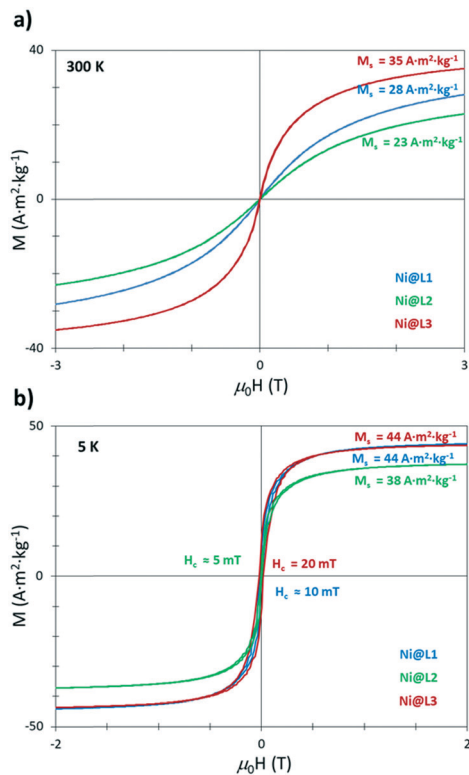 a)
40
300 K
Mₛ = 35 A·m²·kg⁻¹
Mₛ = 28 A·m²·kg⁻¹
Mₛ = 23 A·m²·kg⁻¹
M (A·m²·kg⁻¹)
0
Ni@L1
Ni@L2
Ni@L3
-40
-3 0 3
μ₀H (T)
b)
50
5 K
Mₛ = 44 A·m²·kg⁻¹
Mₛ = 44 A·m²·kg⁻¹
Mₛ = 38 A·m²·kg⁻¹
M (A·m²·kg⁻¹)
H꜀ ≈ 5 mT H꜀ = 20 mT
0
H꜀ ≈ 10 mT
Ni@L1
Ni@L2
Ni@L3
-50
-2 0 2
μ₀H (T)